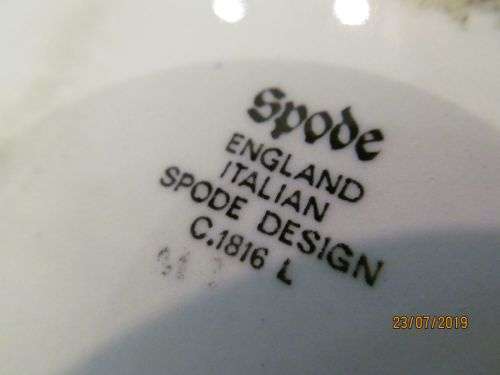 Spode
ENGLAND
ITALIAN
SPODE DESIGN
C.1816 L
23/07/2019